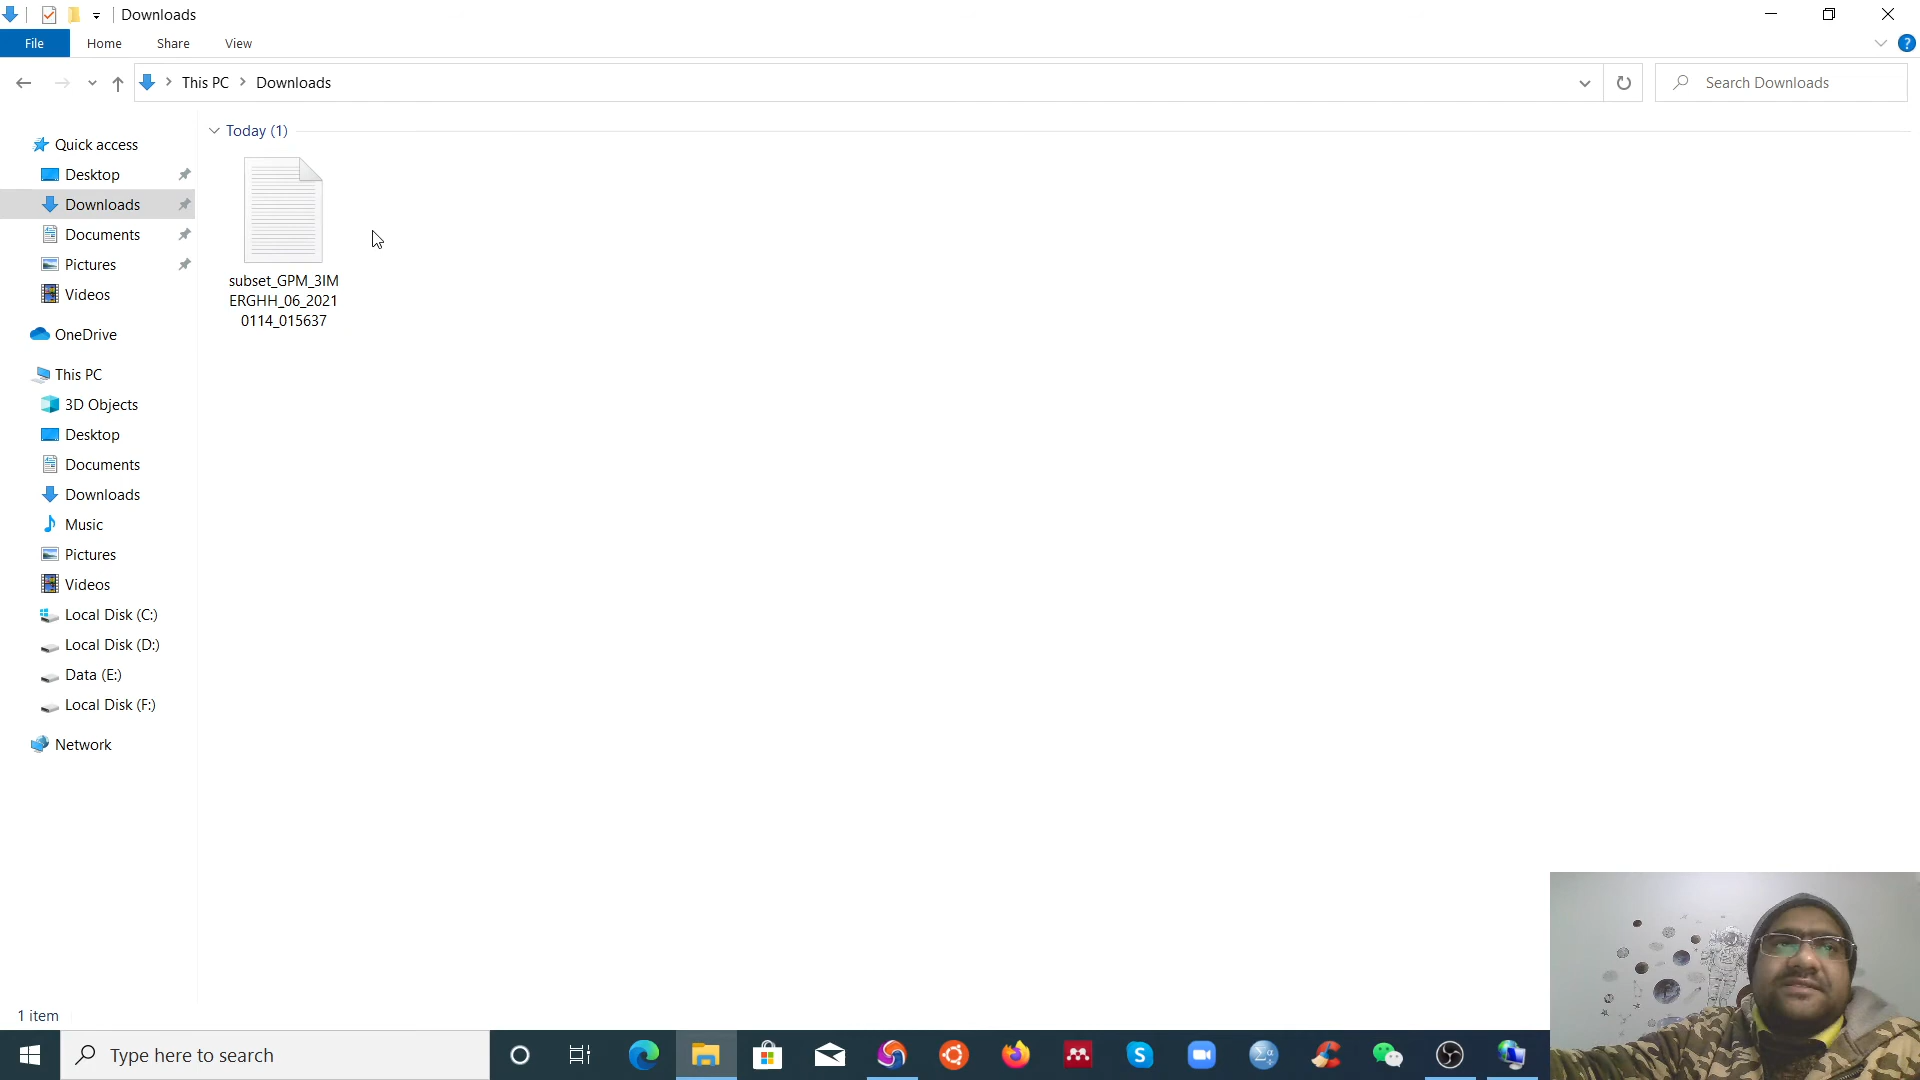 Downloads
File
Home
Share
View
This PC
Downloads
Search Downloads
Quick access
Desktop
Downloads
Documents
Pictures
Videos
OneDrive
This PC
3D Objects
Desktop
Documents
Downloads
Music
Pictures
Videos
Local Disk (C:)
Local Disk (D:)
Data (E:)
Local Disk (F:)
Network
Today (1)
subset_GPM_3IM
ERGHH_06_2021
0114_015637
1 item
Type here to search